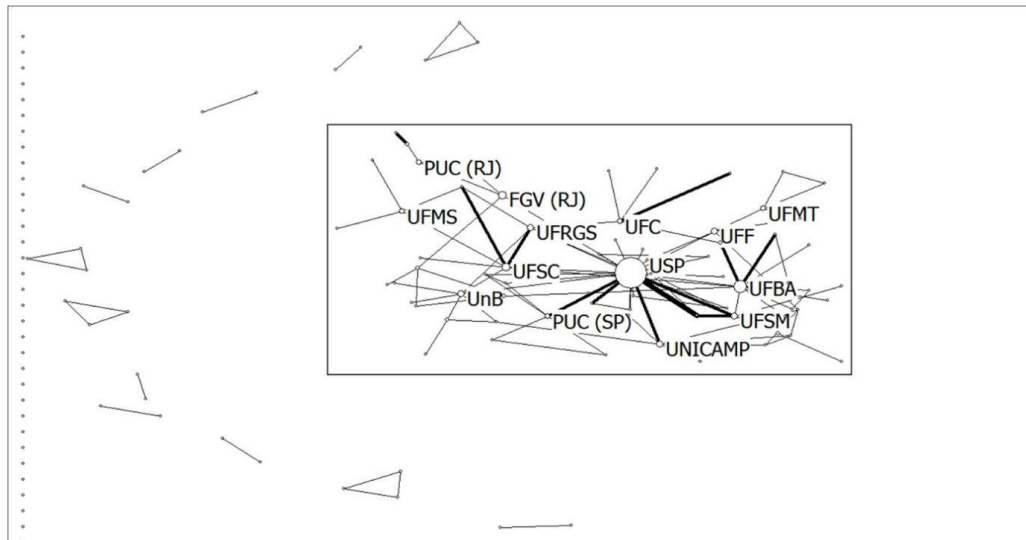 PUC (RJ)
FGV (RJ)
UFMS
UFRGS
UFC
UFMT
UFF
UFSC
USP
UnB
UFBA
PUC (SP)
UFSM
UNICAMP